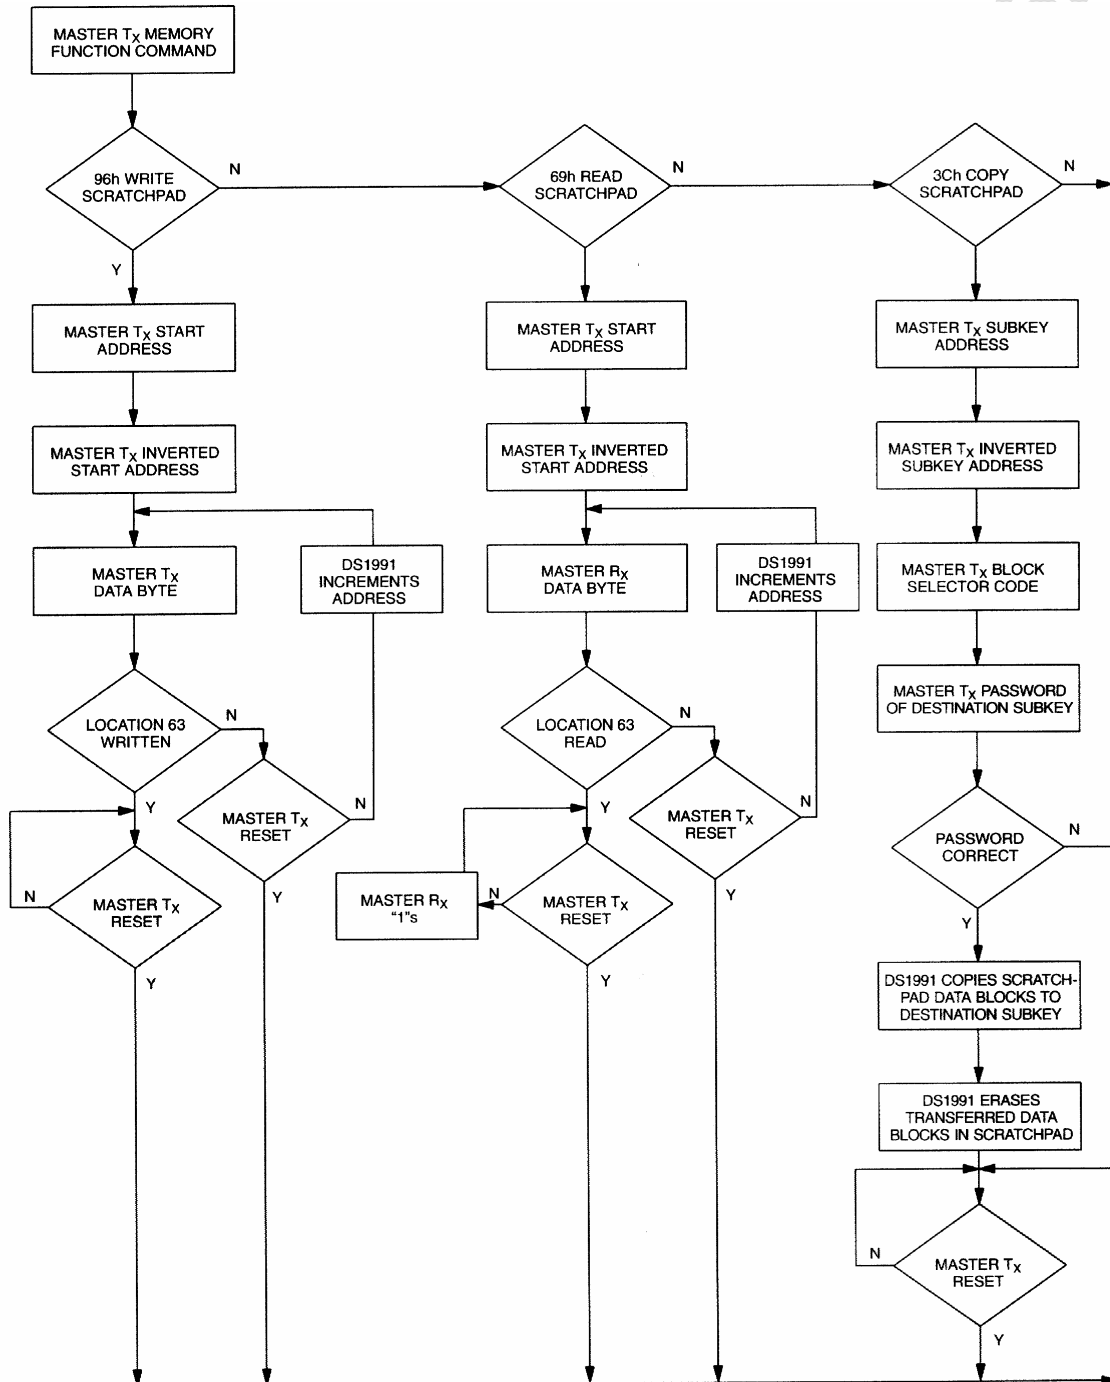 MASTER TX MEMORY
FUNCTION COMMAND
96h WRITE
SCRATCHPAD
N
Y
MASTER TX START
ADDRESS
MASTER TX INVERTED
START ADDRESS
MASTER TX
DATA BYTE
DS1991
INCREMENTS
ADDRESS
LOCATION 63
WRITTEN
N
Y
MASTER TX
RESET
N
Y
MASTER TX
RESET
N
Y
69h READ
SCRATCHPAD
N
MASTER TX START
ADDRESS
MASTER TX INVERTED
START ADDRESS
MASTER RX
DATA BYTE
DS1991
INCREMENTS
ADDRESS
LOCATION 63
READ
N
Y
MASTER TX
RESET
N
Y
MASTER RX
"1"s
N
MASTER TX
RESET
Y
3Ch COPY
SCRATCHPAD
N
MASTER TX SUBKEY
ADDRESS
MASTER TX INVERTED
SUBKEY ADDRESS
MASTER TX BLOCK
SELECTOR CODE
MASTER TX PASSWORD
OF DESTINATION SUBKEY
PASSWORD
CORRECT
N
Y
DS1991 COPIES SCRATCH-
PAD DATA BLOCKS TO
DESTINATION SUBKEY
DS1991 ERASES
TRANSFERRED DATA
BLOCKS IN SCRATCHPAD
MASTER TX
RESET
N
Y